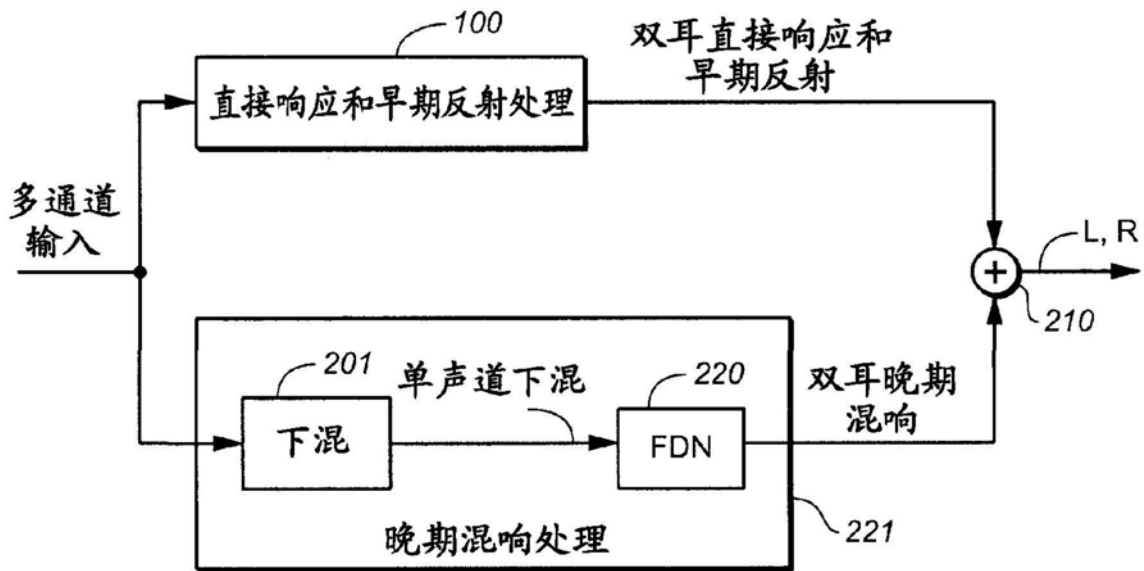 100
直接响应和早期反射处理
双耳直接响应和
早期反射
多通道
输入
L, R
210
201
下混
单声道下混
220
FDN
双耳晚期
混响
晚期混响处理
221